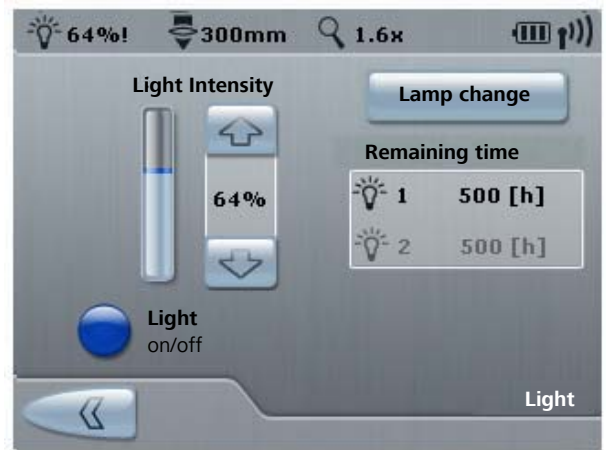 64%! 300mm 1.6x
Light Intensity
Lamp change
Remaining time
64%
1 500 [h]
2 500 [h]
Light
on/off
Light